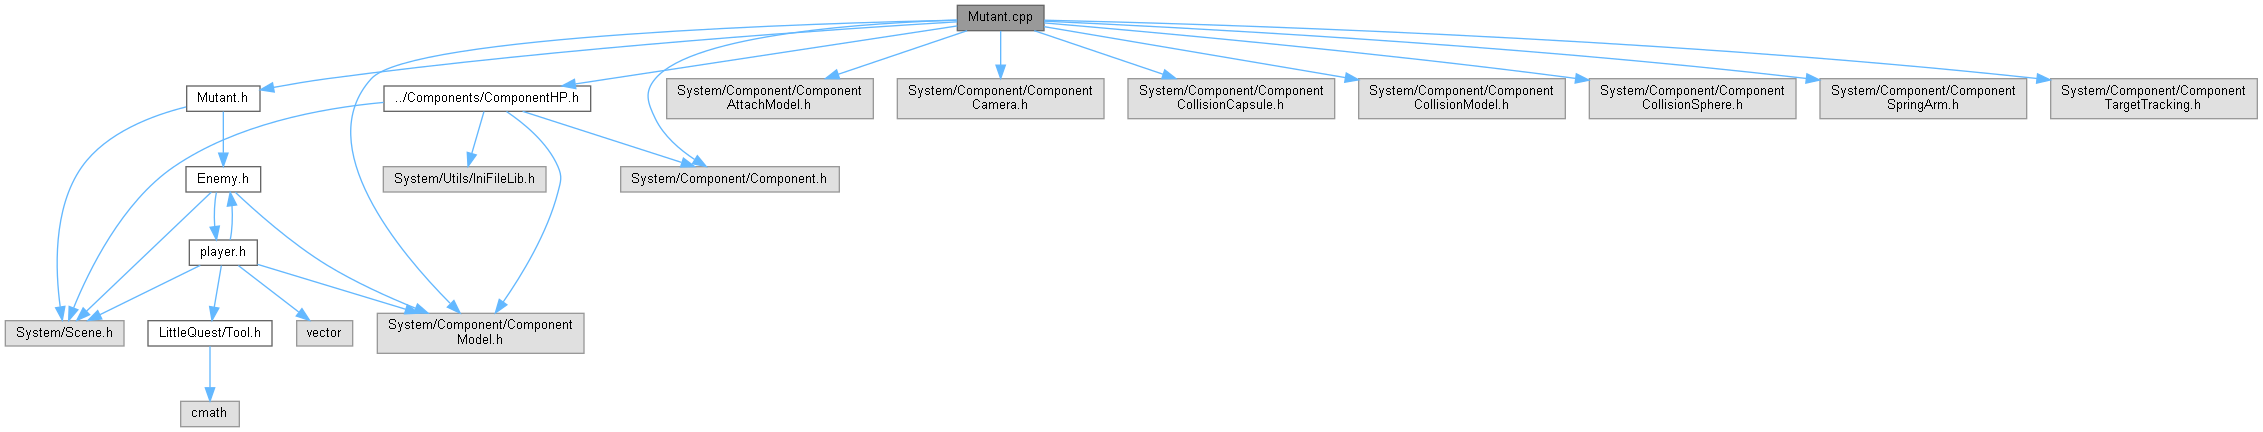 Mutant.cpp
Mutant.h
../Components/ComponentHP.h
System/Component/Component
AttachModel.h
System/Component/Component
Camera.h
System/Component/Component
CollisionCapsule.h
System/Component/Component
CollisionModel.h
System/Component/Component
CollisionSphere.h
System/Component/Component
SpringArm.h
System/Component/Component
TargetTracking.h
Enemy.h
System/Utils/IniFileLib.h
System/Component/Component.h
player.h
System/Scene.h
LittleQuest/Tool.h
vector
System/Component/Component
Model.h
cmath